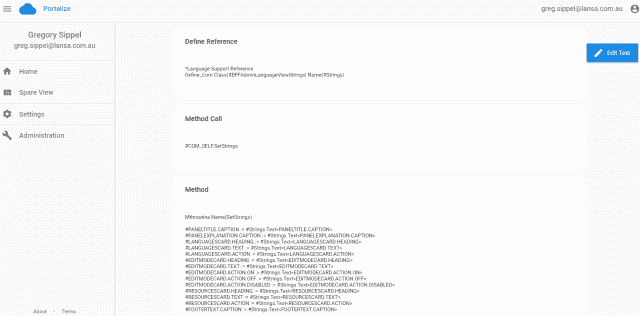 Portalize
greg.sippel@lansa.com.au
Gregory Sippel
greg.sippel@lansa.com.au
Home
Spare View
Settings
Administration
About - Terms
Edit Text
Define Reference
*Language Support Reference
Define_Com Class(#BPFAdminLanguageViewStrings) Name(#Strings)
Method Call
#COM_SELF.SetStrings
Method
Mthroutine Name(SetStrings)
#PANELTITLE.CAPTION := #Strings.Text<PANELTITLE.CAPTION>
#PANELEXPLANATION.CAPTION := #Strings.Text<PANELEXPLANATION.CAPTION>
#LANGUAGESCARD.HEADING := #Strings.Text<LANGUAGESCARD.HEADING>
#LANGUAGESCARD.TEXT := #Strings.Text<LANGUAGESCARD.TEXT>
#LANGUAGESCARD.ACTION := #Strings.Text<LANGUAGESCARD.ACTION>
#EDITMODECARD.HEADING := #Strings.Text<EDITMODECARD.HEADING>
#EDITMODECARD.TEXT := #Strings.Text<EDITMODECARD.TEXT>
#EDITMODECARD.ACTION.ON := #Strings.Text<EDITMODECARD.ACTION.ON>
#EDITMODECARD.ACTION.OFF := #Strings.Text<EDITMODECARD.ACTION.OFF>
#EDITMODECARD.ACTION.DISABLED := #Strings.Text<EDITMODECARD.ACTION.DISABLED>
#RESOURCESCARD.HEADING := #Strings.Text<RESOURCESCARD.HEADING>
#RESOURCESCARD.TEXT := #Strings.Text<RESOURCESCARD.TEXT>
#RESOURCESCARD.ACTION := #Strings.Text<RESOURCESCARD.ACTION>
#FOOTERTEXT.CAPTION := #Strings.Text<FOOTERTEXT.CAPTION>